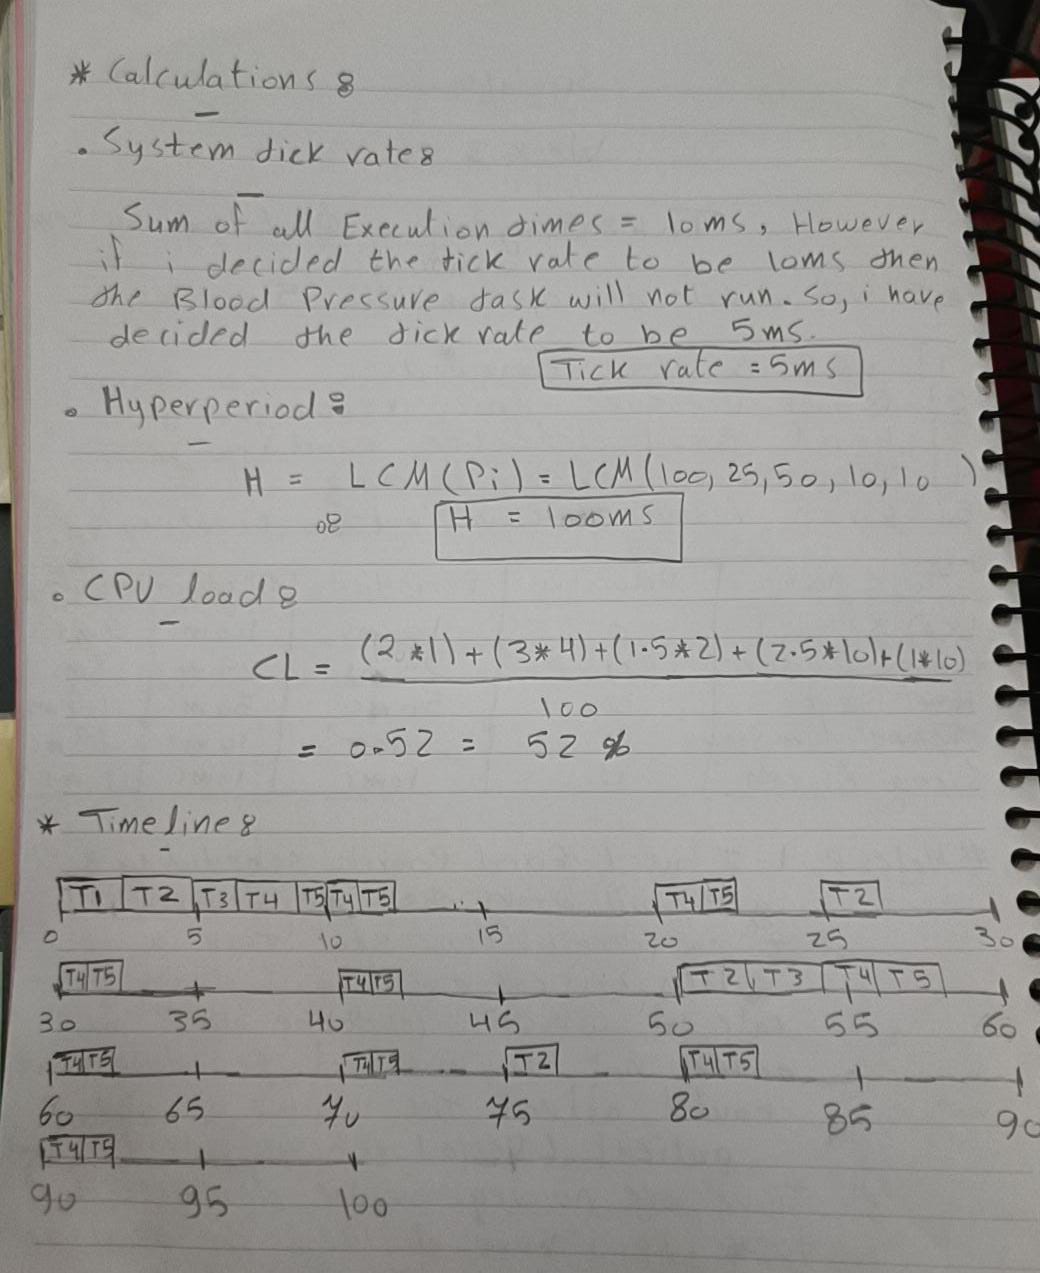 * Calculations :
. System tick rate :
Sum of all Execution times = 10ms, However
if i decided the tick rate to be 10ms then
the Blood Pressure task will not run. So, i have
decided the tick rate to be 5ms.
Tick rate = 5ms
. Hyperperiod :
H = LCM(Pi) = LCM(100, 25, 50, 10, 10 )
∴ H = 100ms
. CPU load :
CL = (2*1)+(3*4)+(1.5*2)+(2.5*10)+(1*10)
100
= 0.52 = 52 %
* Timeline :
T1 T2 T3 T4 T5 T4 T5 T4 T5 T2
0 5 10 15 20 25 30
T4 T5 T4 T5 T2 T3 T4 T5
30 35 40 45 50 55 60
T4 T5 T4 T5 T2 T4 T5
60 65 70 75 80 85 90
T4 T5
90 95 100